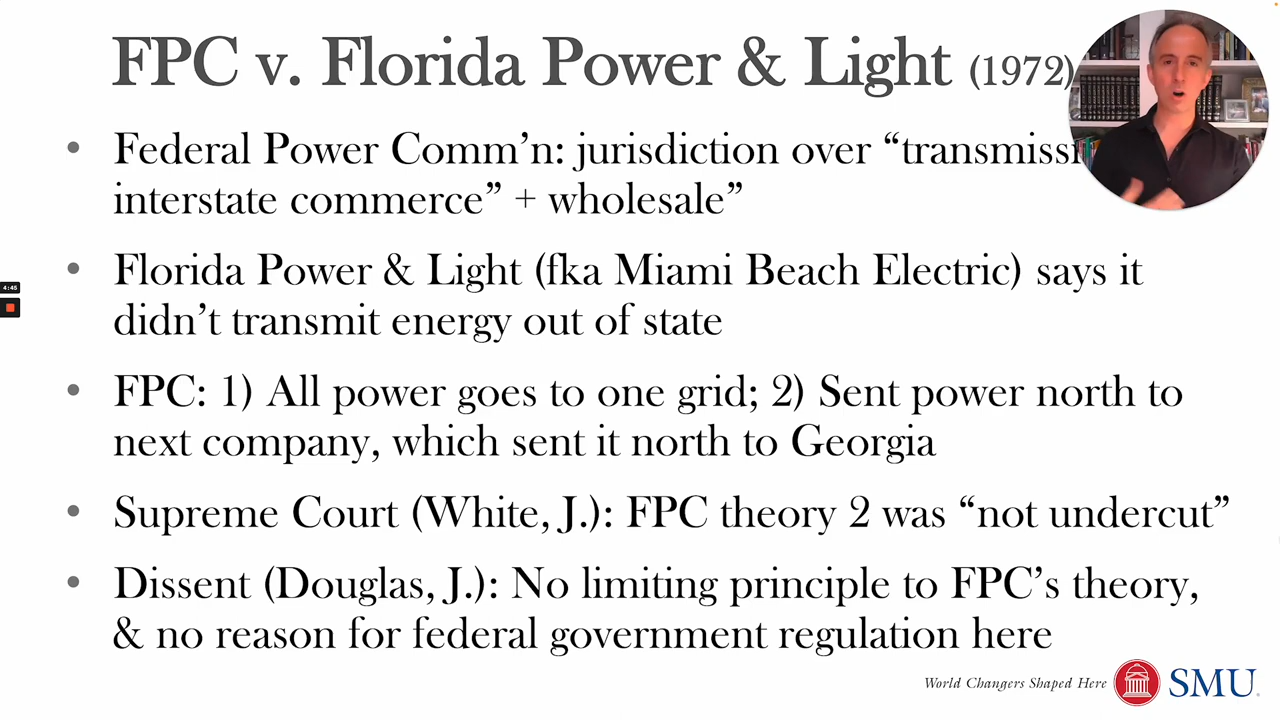 FPC v. Florida Power & Light (1972)
• Federal Power Comm’n: jurisdiction over “transmissi
interstate commerce” + wholesale”
• Florida Power & Light (fka Miami Beach Electric) says it
didn’t transmit energy out of state
4:45
• FPC: 1) All power goes to one grid; 2) Sent power north to
next company, which sent it north to Georgia
• Supreme Court (White, J.): FPC theory 2 was “not undercut”
• Dissent (Douglas, J.): No limiting principle to FPC’s theory,
& no reason for federal government regulation here
World Changers Shaped Here
SMU